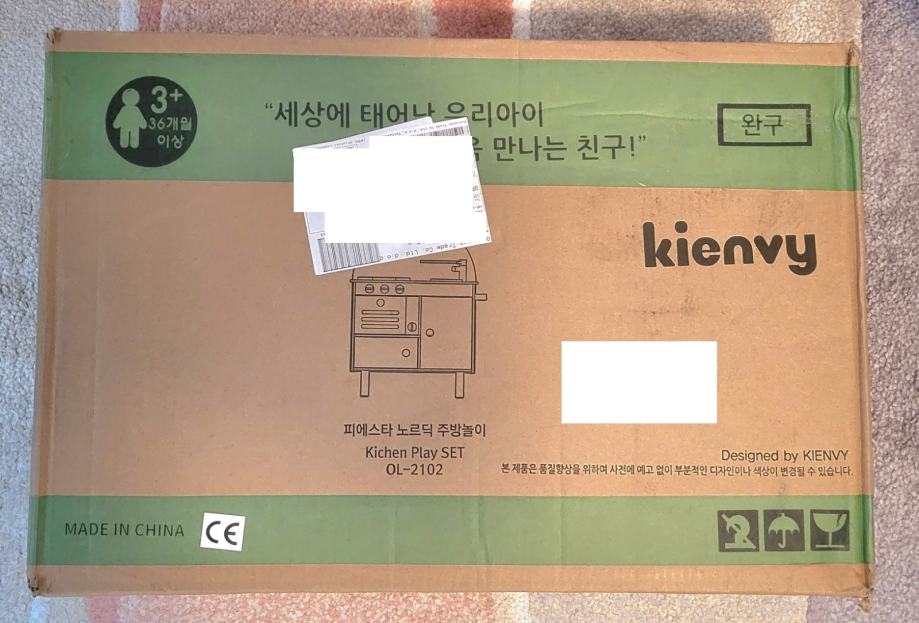 3+
36개월
이상
“세상에 태어난 우리아이
만나는 친구!”
완구
kienvy
Trade Co. Ltd.
피에스타 노르딕 주방놀이
Kichen Play SET
OL-2102
Designed by KIENVY
본 제품은 품질향상을 위하여 사전에 예고 없이 부분적인 디자인이나 색상이 변경될 수 있습니다.
MADE IN CHINA
CE